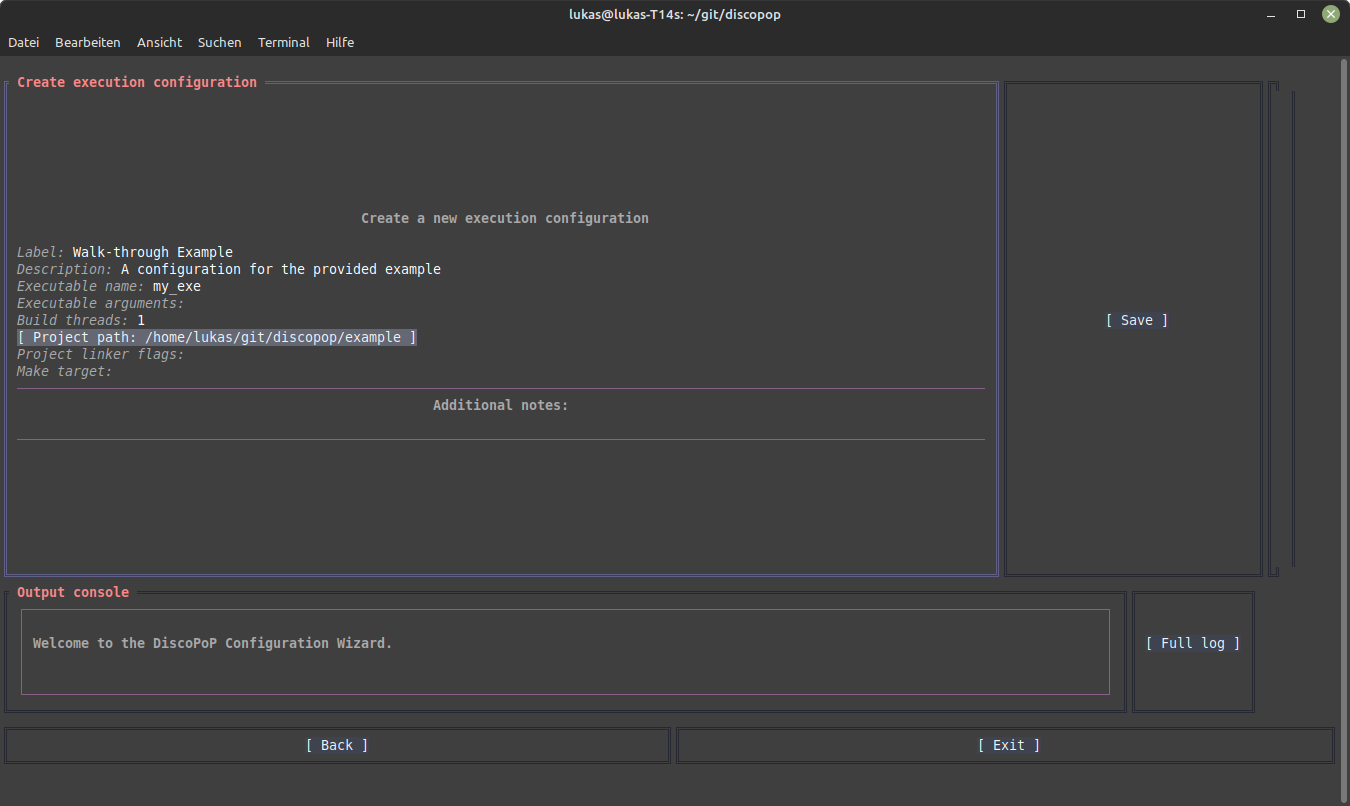 lukas@lukas-T14s: ~/git/discopop
Datei Bearbeiten Ansicht Suchen Terminal Hilfe
Create execution configuration
Create a new execution configuration
Label: Walk-through Example
Description: A configuration for the provided example
Executable name: my_exe
Executable arguments:
Build threads: 1
[ Save ]
[ Project path: /home/lukas/git/discopop/example ]
Project linker flags:
Make target:
Additional notes:
Output console
Welcome to the DiscoPoP Configuration Wizard.
[ Full log ]
[ Back ]
[ Exit ]